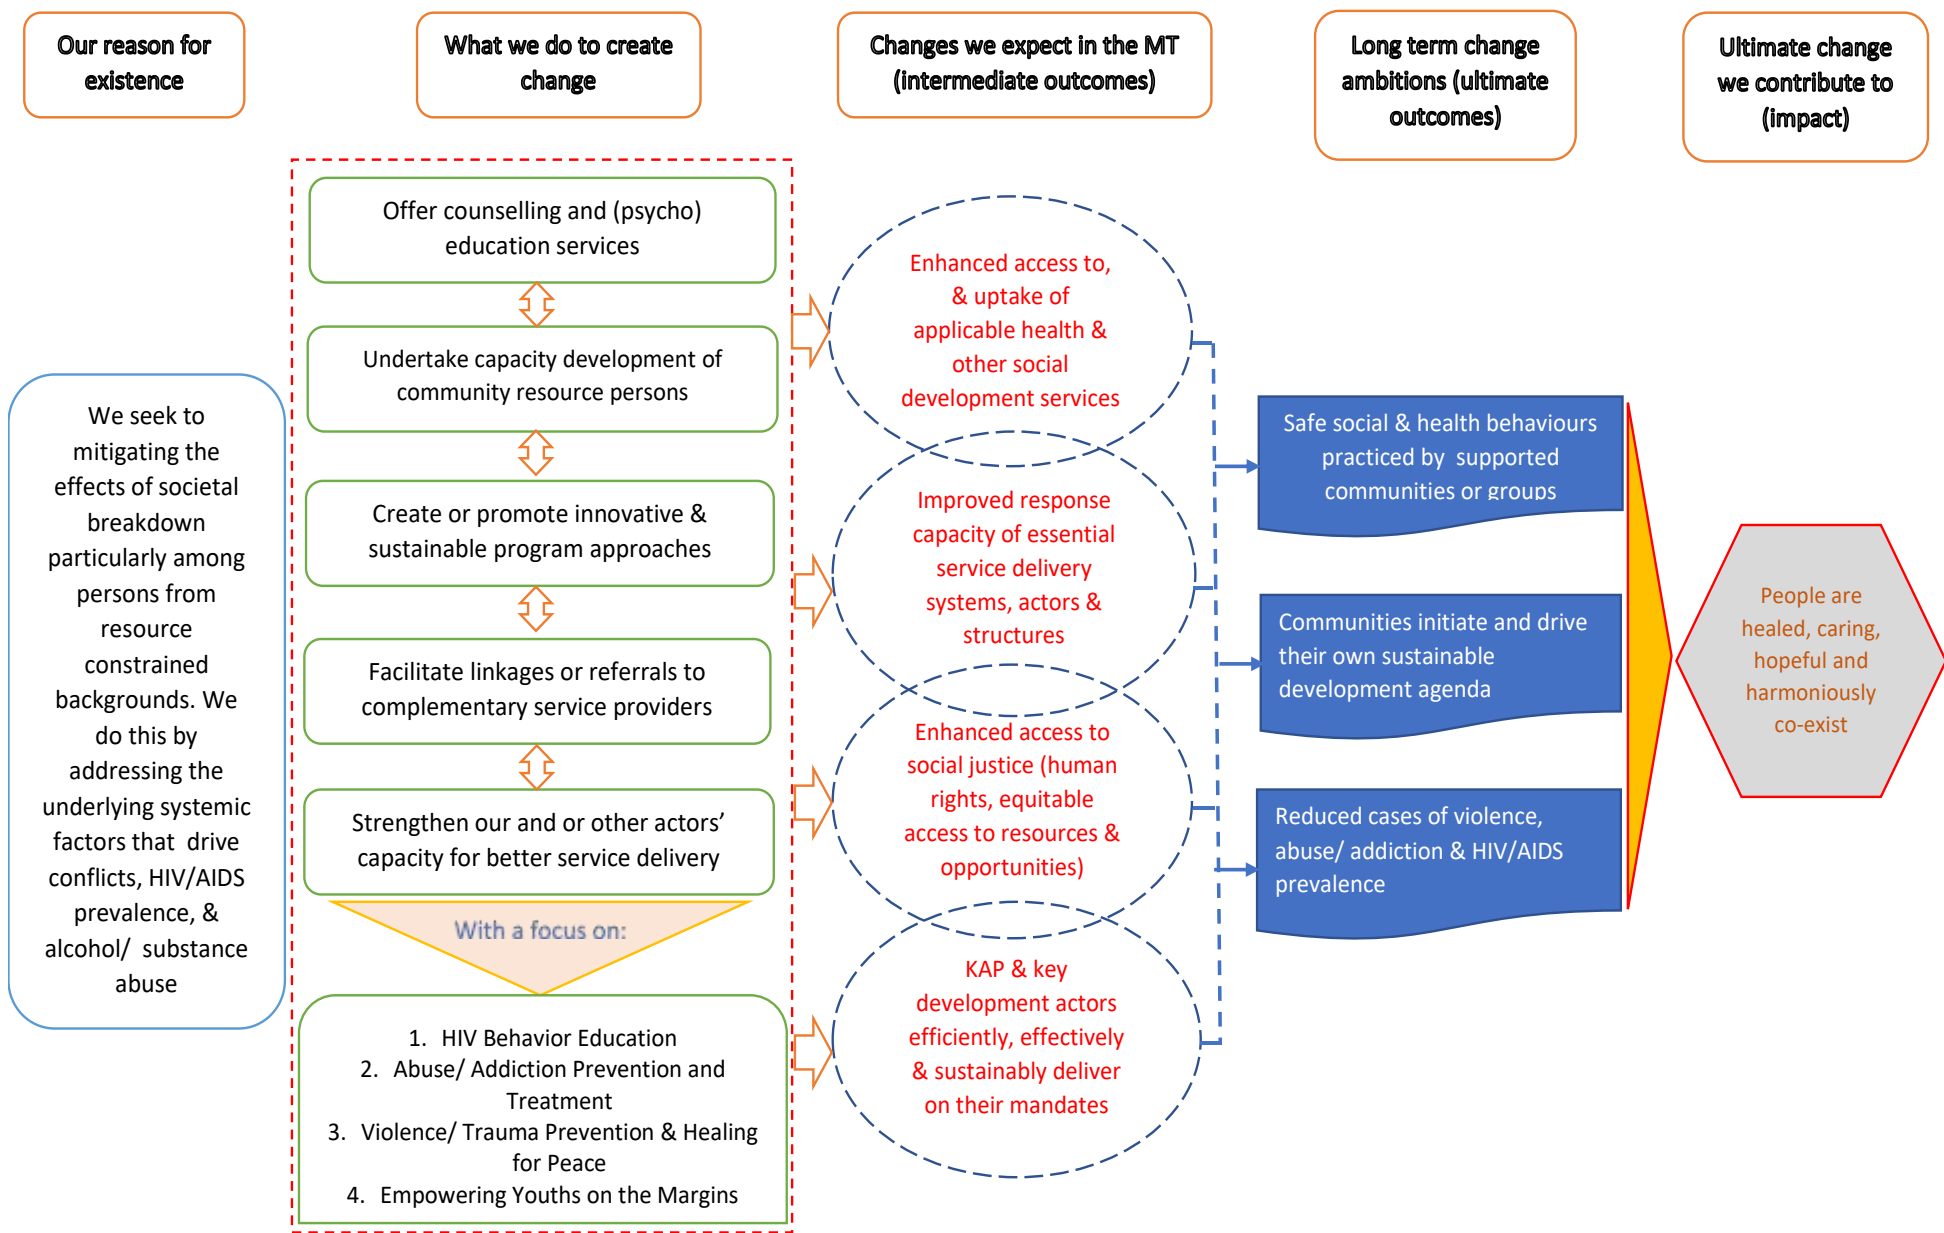 Our reason for
existence
What we do to create
change
Changes we expect in the MT
(intermediate outcomes)
Long term change
ambitions (ultimate
outcomes)
Ultimate change
we contribute to
(impact)
We seek to
mitigating the
effects of societal
breakdown
particularly among
persons from
resource
constrained
backgrounds. We
do this by
addressing the
underlying systemic
factors that drive
conflicts, HIV/AIDS
prevalence, &
alcohol/ substance
abuse
Offer counselling and (psycho)
education services
Undertake capacity development of
community resource persons
Create or promote innovative &
sustainable program approaches
Facilitate linkages or referrals to
complementary service providers
Strengthen our and or other actors’
capacity for better service delivery
With a focus on:
1. HIV Behavior Education
2. Abuse/ Addiction Prevention and
Treatment
3. Violence/ Trauma Prevention & Healing
for Peace
4. Empowering Youths on the Margins
Enhanced access to,
& uptake of
applicable health &
other social
development services
Improved response
capacity of essential
service delivery
systems, actors &
structures
Enhanced access to
social justice (human
rights, equitable
access to resources &
opportunities)
KAP & key
development actors
efficiently, effectively
& sustainably deliver
on their mandates
Safe social & health behaviours
practiced by supported
communities or groups
Communities initiate and drive
their own sustainable
development agenda
Reduced cases of violence,
abuse/ addiction & HIV/AIDS
prevalence
People are
healed, caring,
hopeful and
harmoniously
co-exist